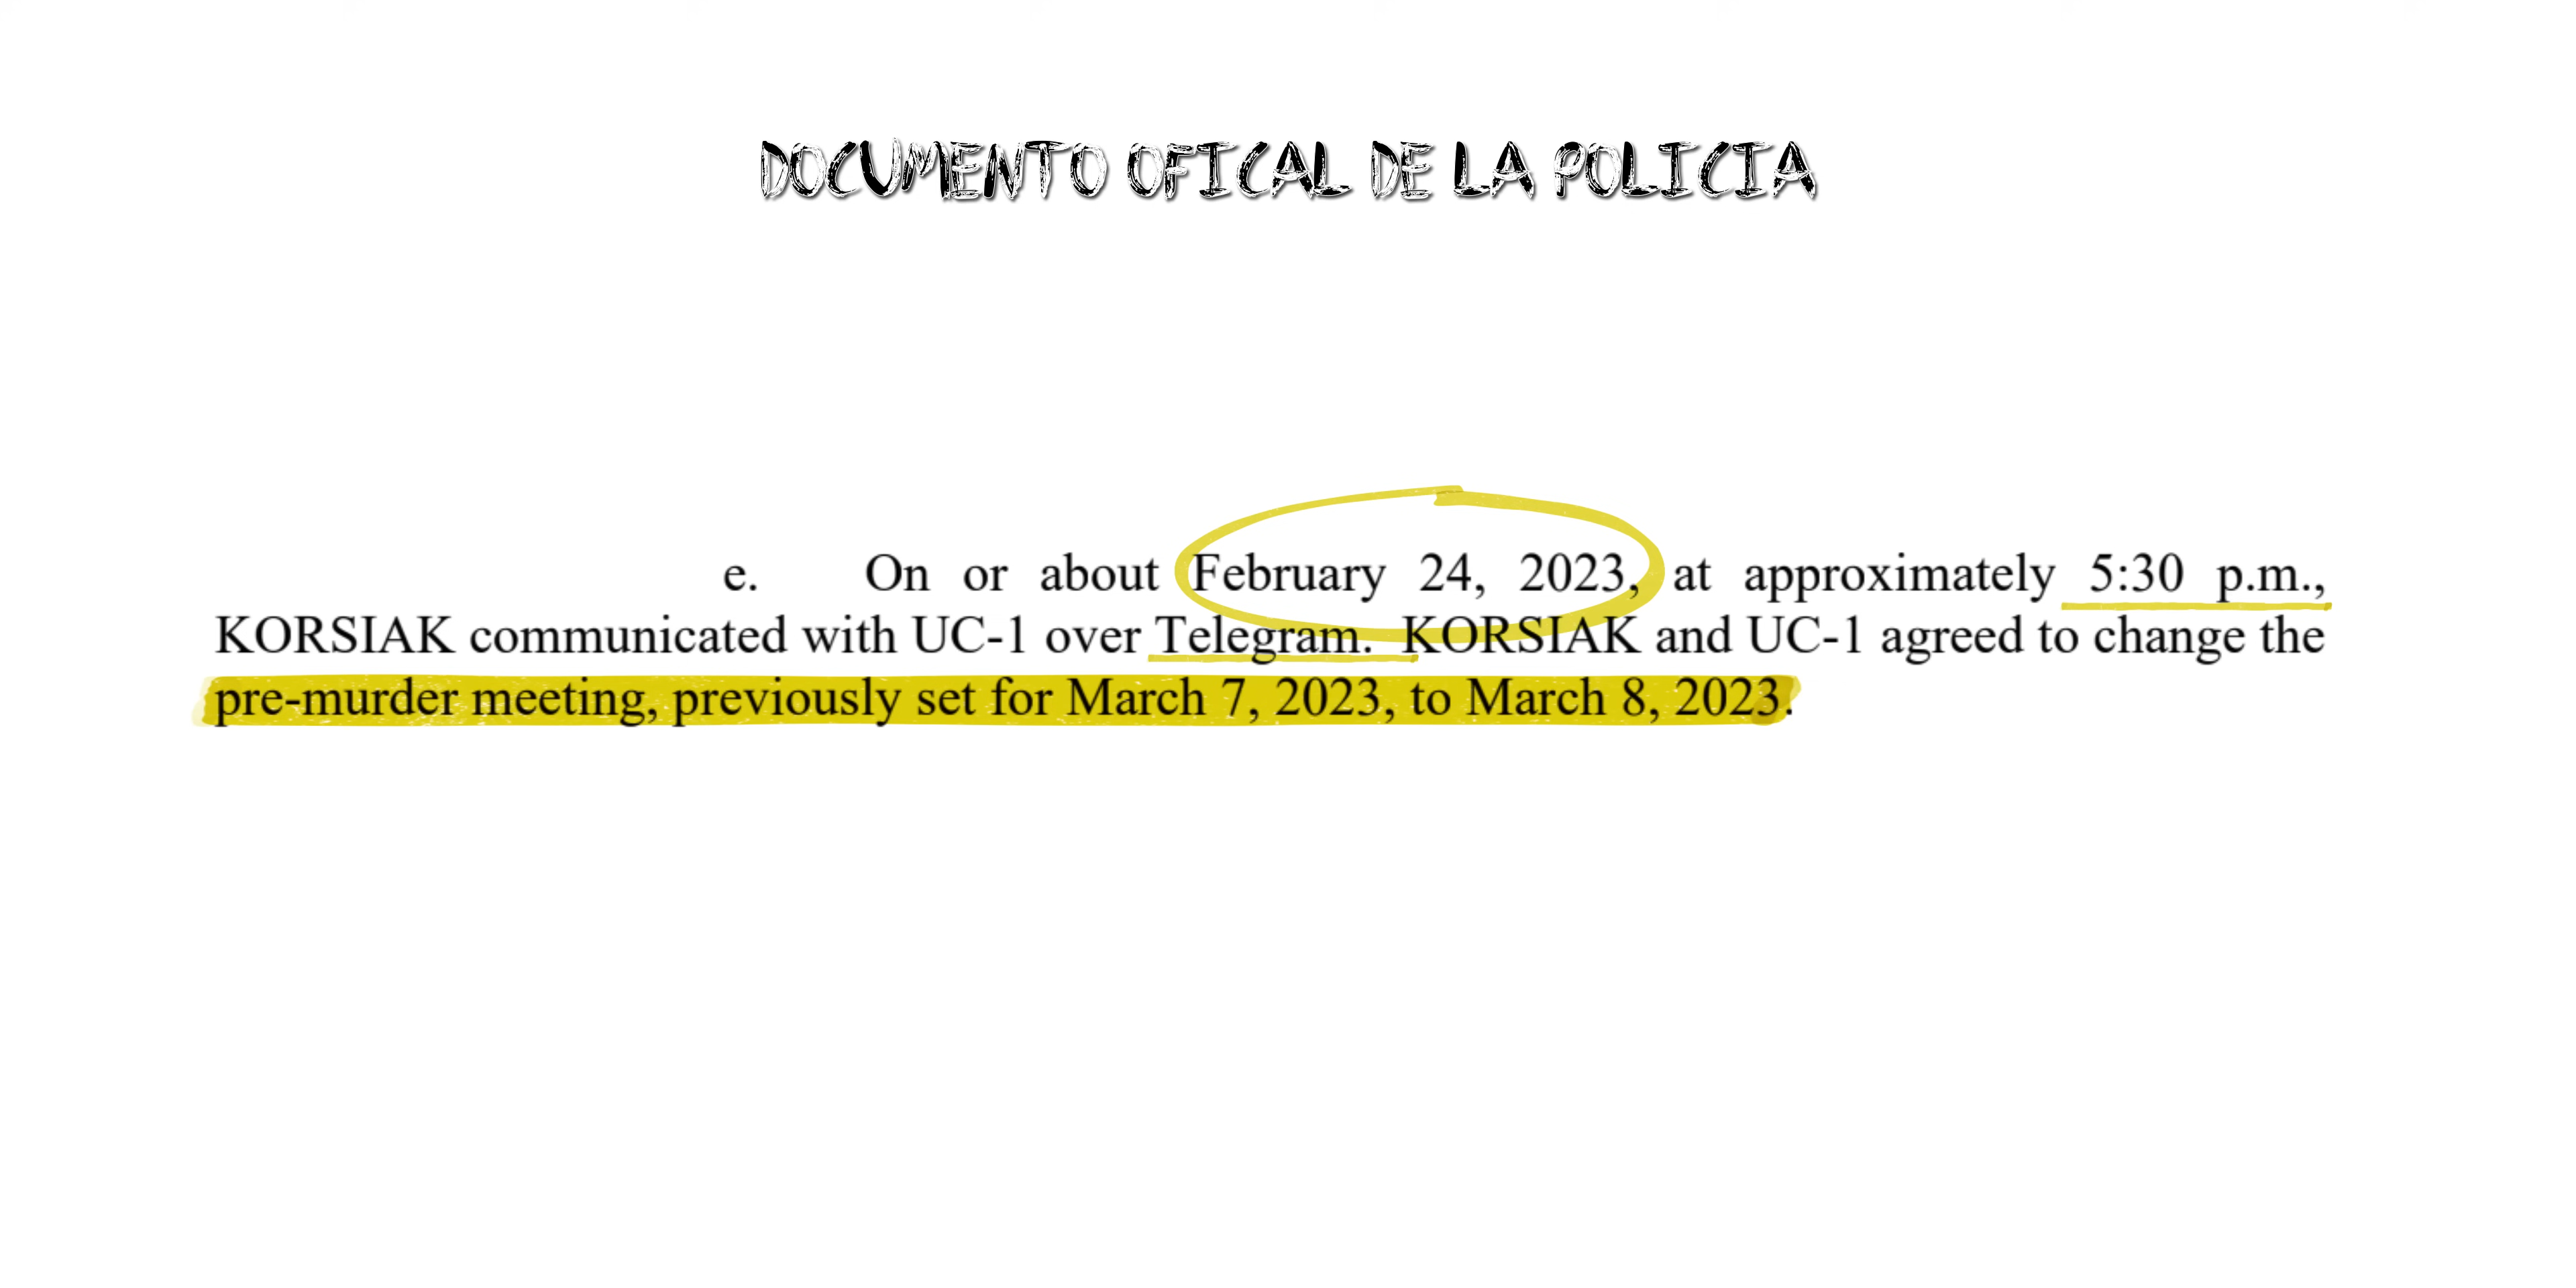 DOCUMENTO OFICAL DE LA POLICIA
e. On or about February 24, 2023, at approximately 5:30 p.m.,
KORSIAK communicated with UC-1 over Telegram. KORSIAK and UC-1 agreed to change the
pre-murder meeting, previously set for March 7, 2023, to March 8, 2023.